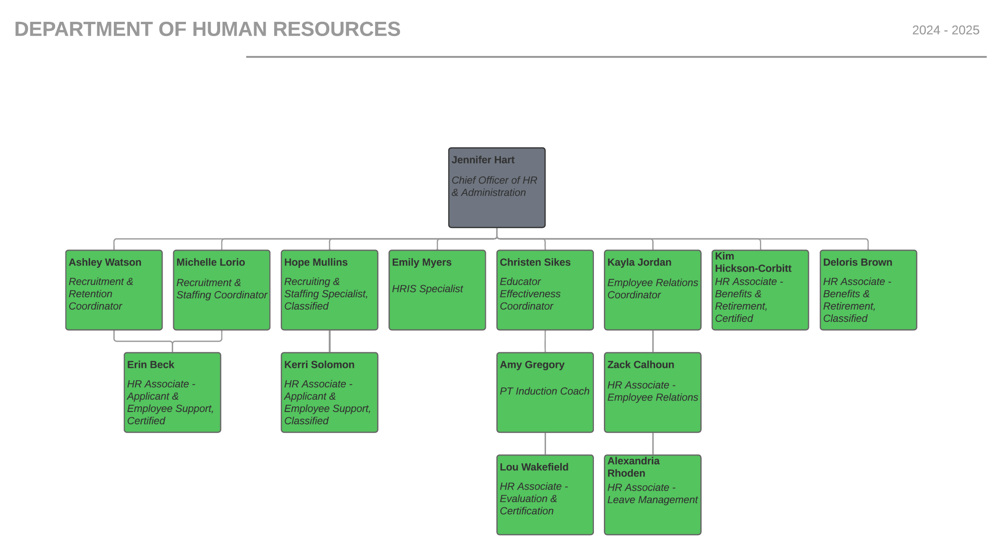 DEPARTMENT OF HUMAN RESOURCES
2024 - 2025
Jennifer Hart
Chief Officer of HR
& Administration
Ashley Watson
Recruitment &
Retention
Coordinator
Michelle Lorio
Recruitment &
Staffing Coordinator
Hope Mullins
Recruiting &
Staffing Specialist,
Classified
Emily Myers
HRIS Specialist
Christen Sikes
Educator
Effectiveness
Coordinator
Kayla Jordan
Employee Relations
Coordinator
Kim
Hickson-Corbitt
HR Associate -
Benefits &
Retirement,
Certified
Deloris Brown
HR Associate -
Benefits &
Retirement,
Classified
Erin Beck
HR Associate -
Applicant &
Employee Support,
Certified
Kerri Solomon
HR Associate -
Applicant &
Employee Support,
Classified
Amy Gregory
PT Induction Coach
Zack Calhoun
HR Associate -
Employee Relations
Lou Wakefield
HR Associate -
Evaluation &
Certification
Alexandria
Rhoden
HR Associate -
Leave Management